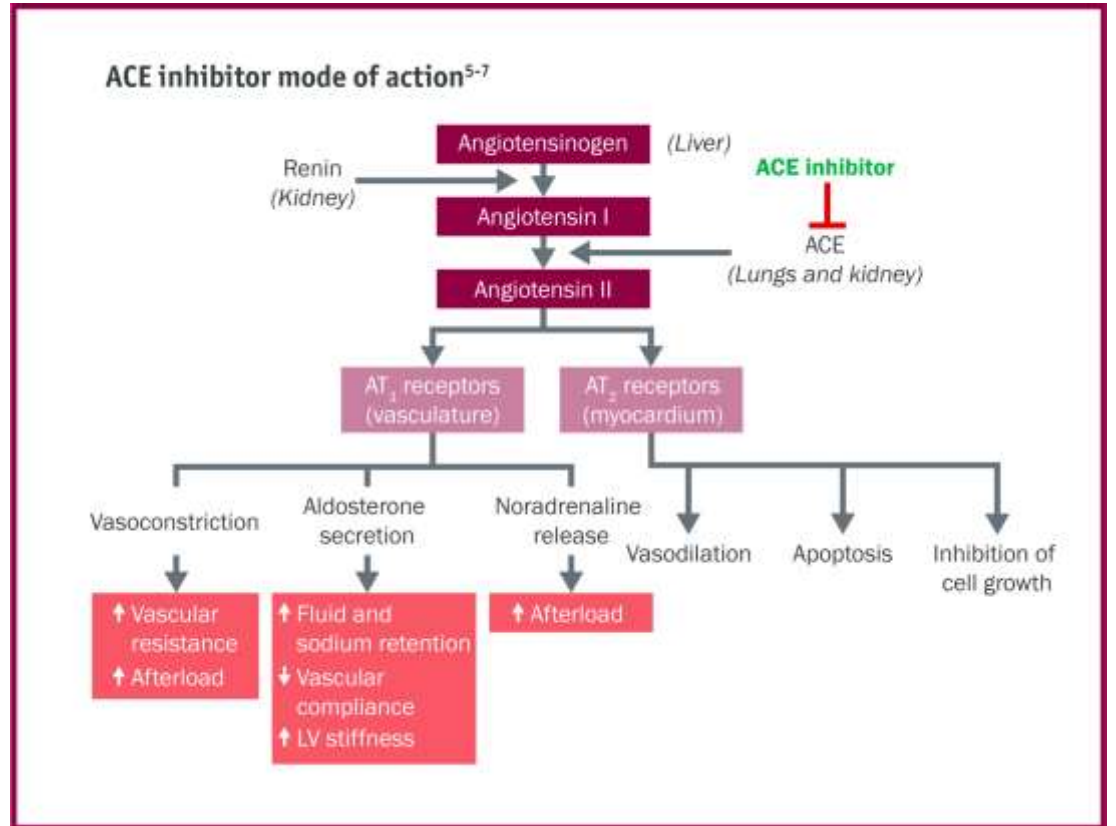 ACE inhibitor mode of action5-7
Angiotensinogen
(Liver)
ACE inhibitor
Renin
(Kidney)
Angiotensin I
ACE
(Lungs and kidney)
Angiotensin II
AT1 receptors
(vasculature)
AT2 receptors
(myocardium)
Vasoconstriction
Aldosterone
secretion
Noradrenaline
release
Vasodilation
Apoptosis
Inhibition of
cell growth
↑ Vascular
resistance
↑ Afterload
↑ Fluid and
sodium retention
↓ Vascular
compliance
↑ LV stiffness
↑ Afterload